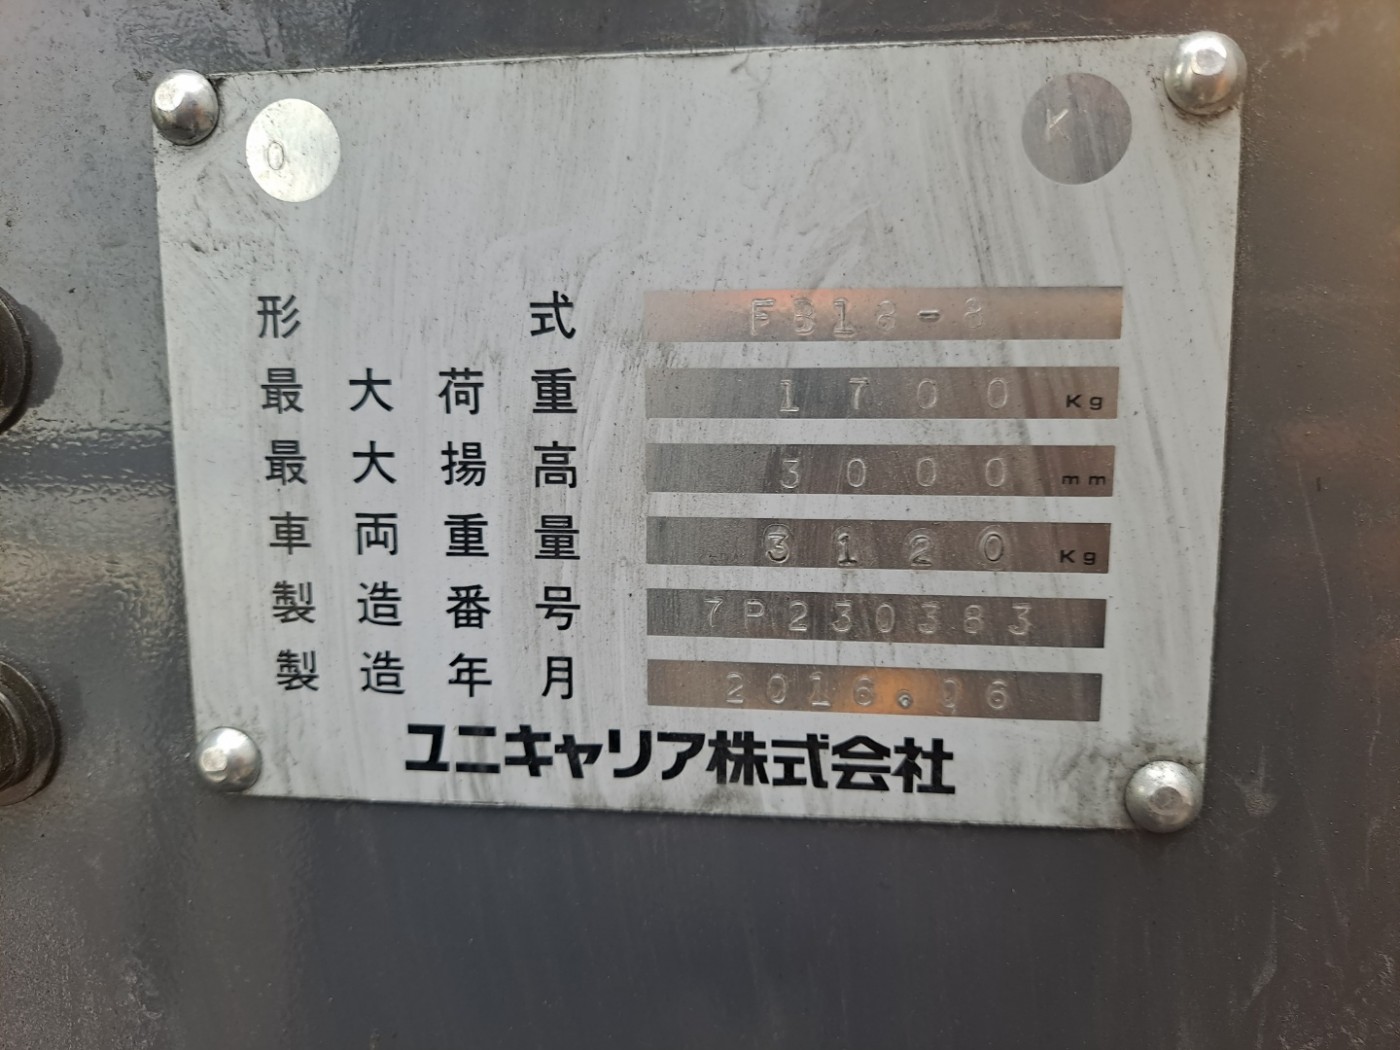 O K
形式 FB18-8
最大荷重 1700 Kg
最大揚高 3000 mm
車両重量 3120 Kg
製造番号 7P230383
製造年月 2016.06
ユニキャリア株式会社